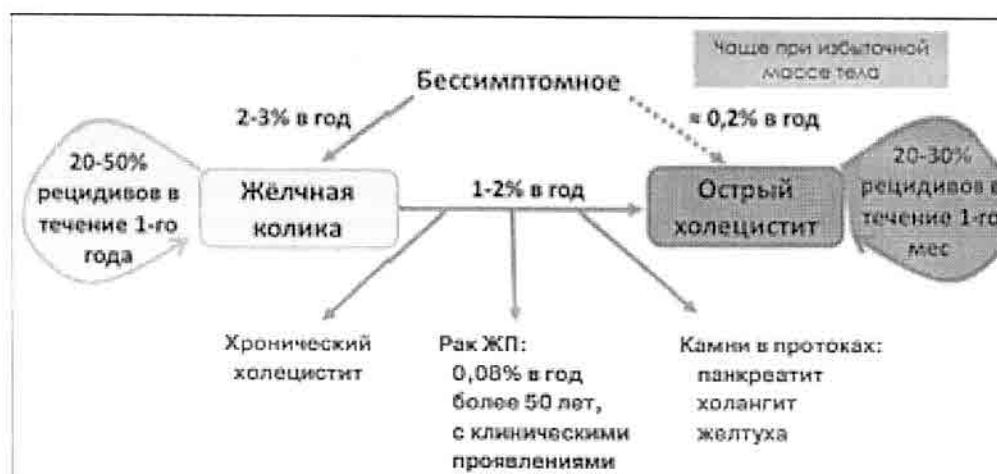 Чаще при избыточной
массе тела
Бессимптомное
2-3% в год
≈ 0,2% в год
20-50%
рецидивов в
течение 1-го
года
Жёлчная
колика
1-2% в год
Острый
холецистит
20-30%
рецидивов в
течение 1-го
мес
Хронический
холецистит
Рак ЖП:
0,08% в год
более 50 лет,
с клиническими
проявлениями
Камни в протоках:
панкреатит
холангит
желтуха